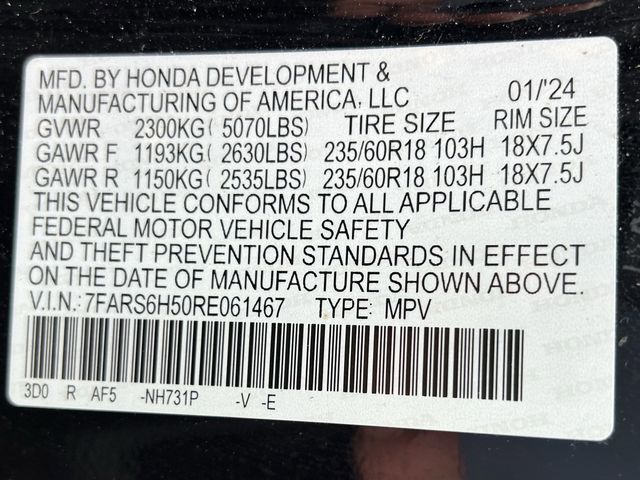 MFD. BY HONDA DEVELOPMENT &
MANUFACTURING OF AMERICA, LLC 01/'24
GVWR 2300KG( 5070LBS) TIRE SIZE RIM SIZE
GAWR F 1193KG( 2630LBS) 235/60R18 103H 18X7.5J
GAWR R 1150KG( 2535LBS) 235/60R18 103H 18X7.5J
THIS VEHICLE CONFORMS TO ALL APPLICABLE
FEDERAL MOTOR VEHICLE SAFETY
AND THEFT PREVENTION STANDARDS IN EFFECT
ON THE DATE OF MANUFACTURE SHOWN ABOVE.
V.I.N.:7FARS6H50RE061467 TYPE: MPV
3D0 R AF5 -NH731P -V -E